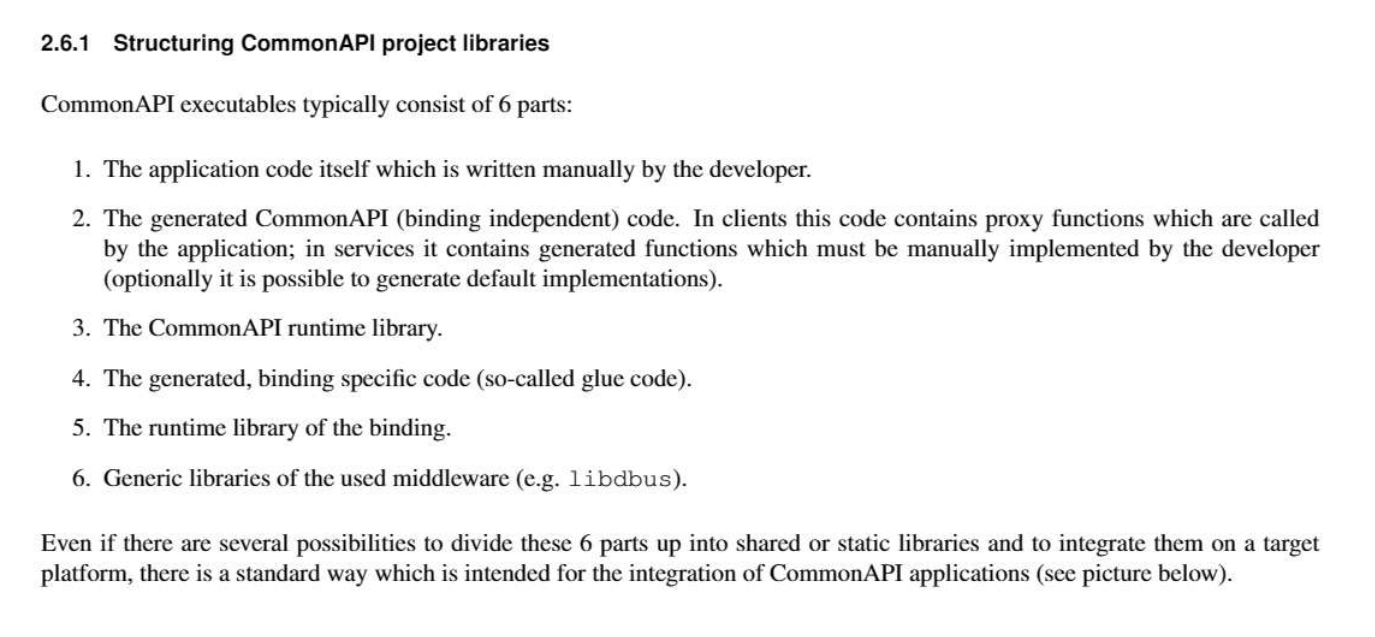 2.6.1 Structuring CommonAPI project libraries
CommonAPI executables typically consist of 6 parts:
1. The application code itself which is written manually by the developer.
2. The generated CommonAPI (binding independent) code. In clients this code contains proxy functions which are called
by the application; in services it contains generated functions which must be manually implemented by the developer
(optionally it is possible to generate default implementations).
3. The CommonAPI runtime library.
4. The generated, binding specific code (so-called glue code).
5. The runtime library of the binding.
6. Generic libraries of the used middleware (e.g. libdbus).
Even if there are several possibilities to divide these 6 parts up into shared or static libraries and to integrate them on a target
platform, there is a standard way which is intended for the integration of CommonAPI applications (see picture below).